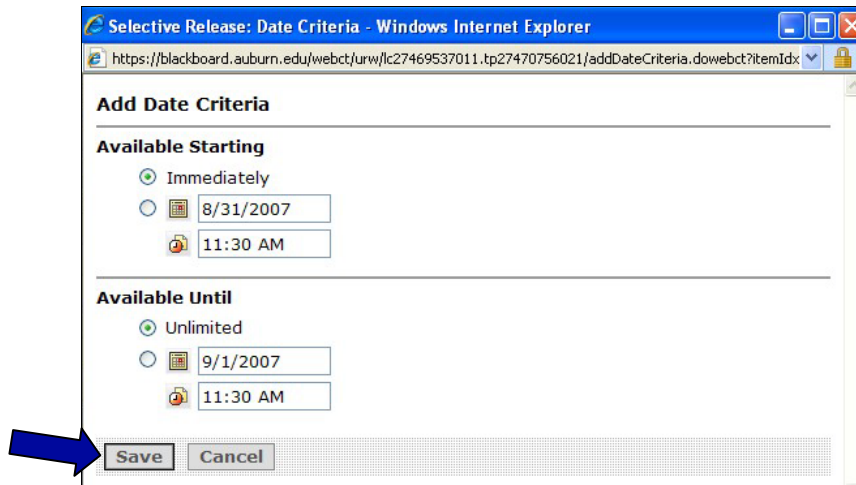 Selective Release: Date Criteria - Windows Internet Explorer
https://blackboard.auburn.edu/webct/urw/lc27469537011.tp27470756021/addDateCriteria.dowebct?itemIdx
Add Date Criteria
Available Starting
Immediately
8/31/2007
11:30 AM
Available Until
Unlimited
9/1/2007
11:30 AM
Save Cancel